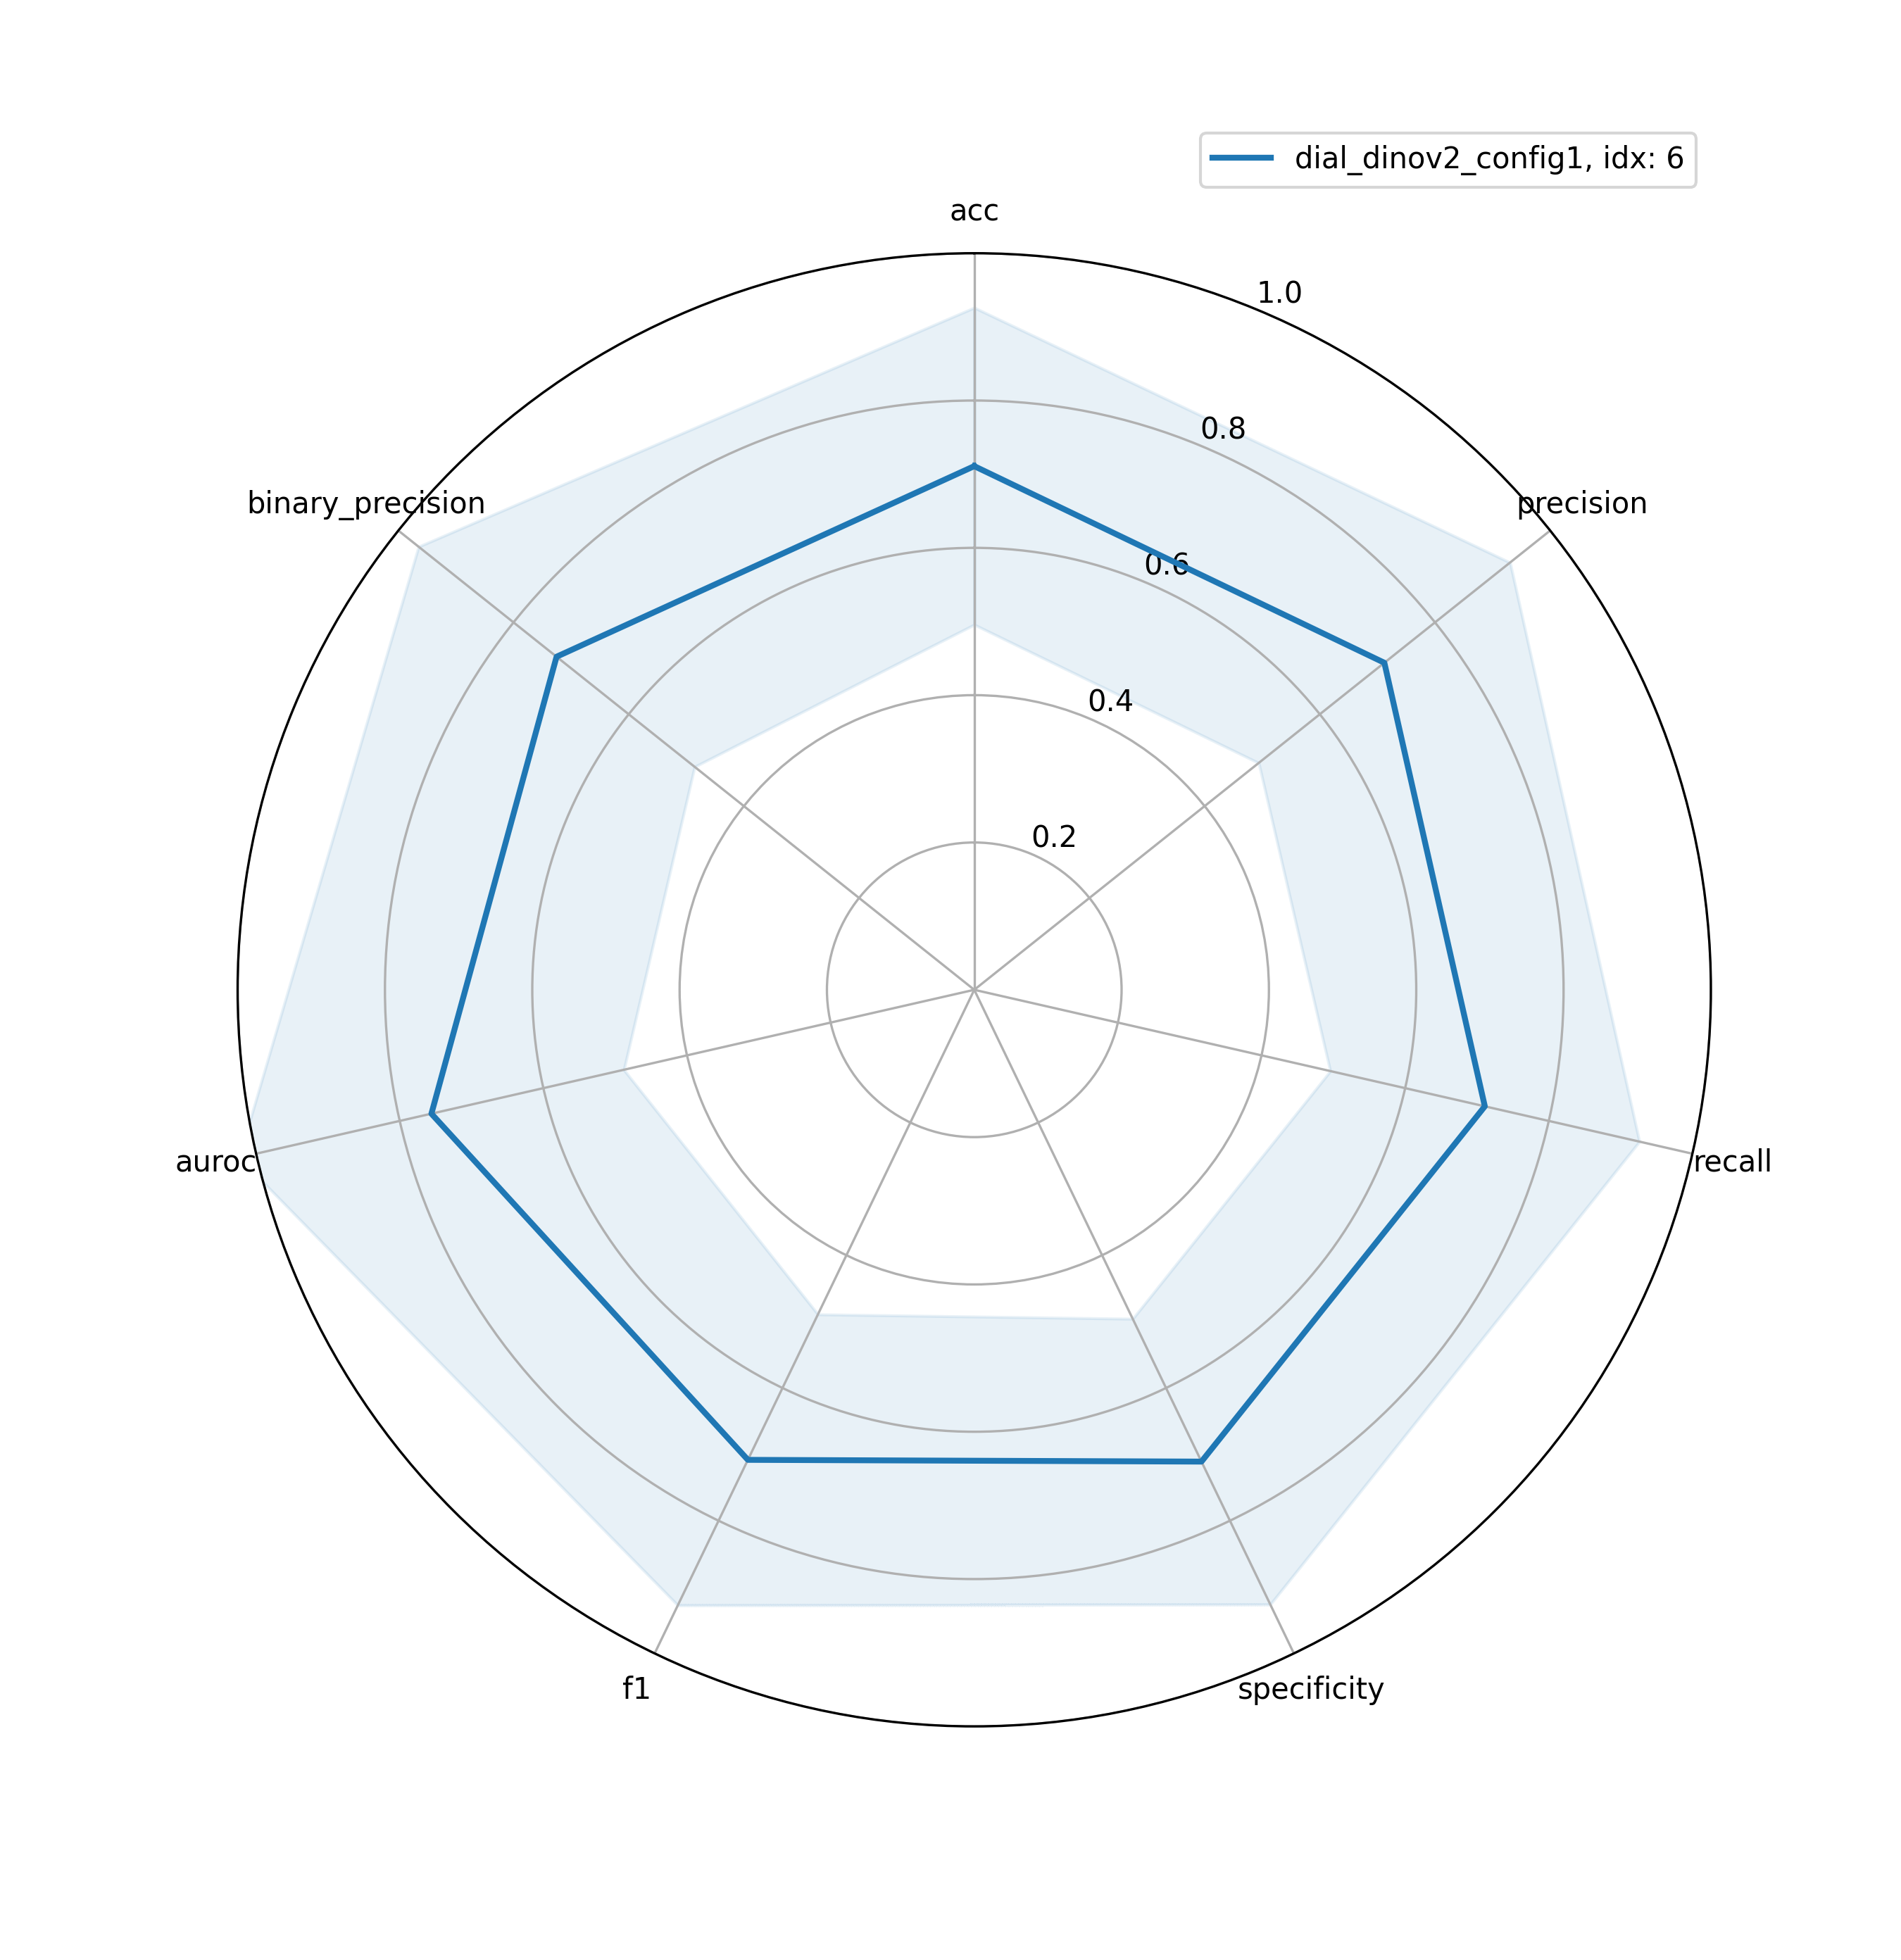 dial_dinov2_config1, idx: 6
acc
1.0
0.8
binary_precision
precision
0.6
0.4
0.2
auroc
recall
f1
specificity